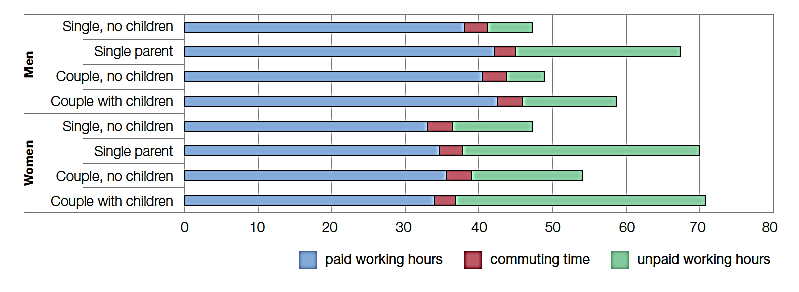 Men
Single, no children
Single parent
Couple, no children
Couple with children
Women
Single, no children
Single parent
Couple, no children
Couple with children
0 10 20 30 40 50 60 70 80
paid working hours commuting time unpaid working hours